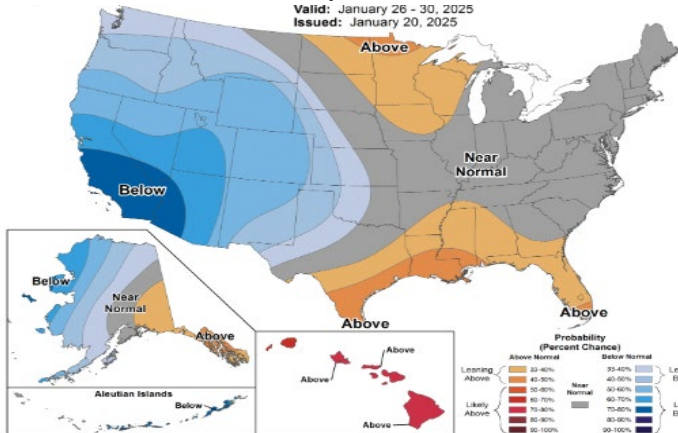 Valid: January 26 - 30, 2025
Issued: January 20, 2025
Above
Near
Normal
Below
Above
Above
Below
Near
Normal
Above
Aleutian Islands
Below
Above
Above
Above
Probability
(Percent Chance)
Above Normal
Below Normal
Leaning
Above
Likely
Above
Near
Normal
33-40%
40-50%
50-60%
60-70%
70-80%
80-90%
90-100%
33-40%
40-50%
50-60%
60-70%
70-80%
80-90%
90-100%